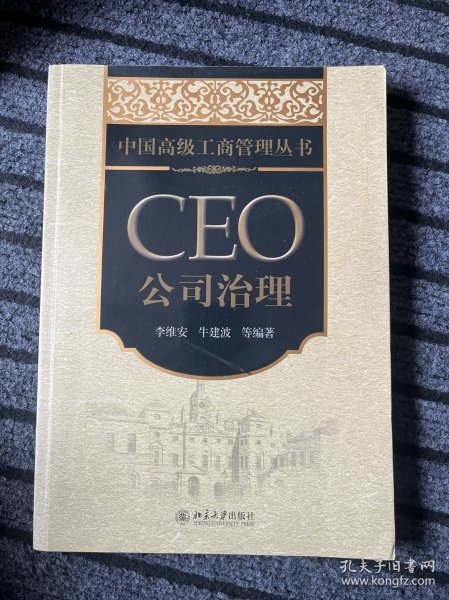 中国高级工商管理丛书
CEO
公司治理
李维安 牛建波 等编著
北京大学出版社
PEKING UNIVERSITY PRESS
孔夫子旧书网
www.kongfz.com